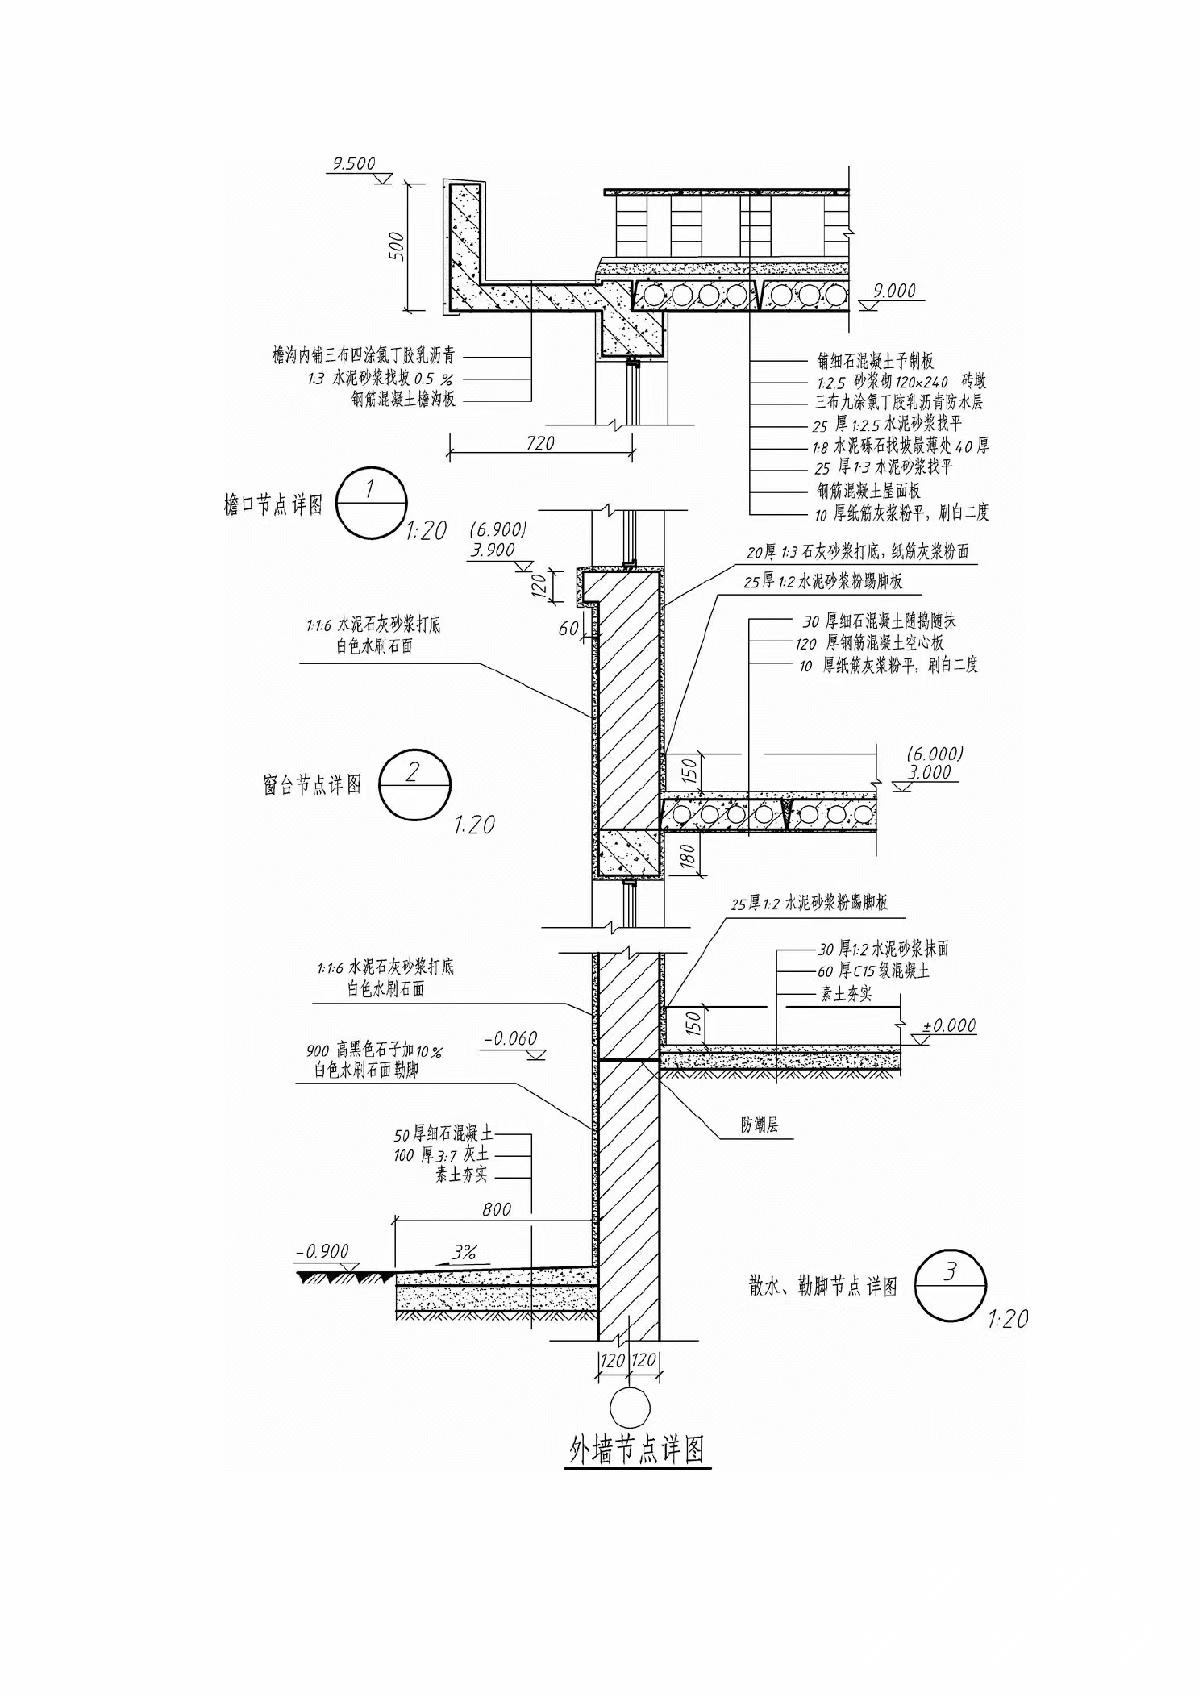 9.500
500
9.000
檐沟内铺三布四涂氯丁胶乳沥青
1:3 水泥砂浆找坡0.5 %
钢筋混凝土檐沟板
铺细石混凝土予制板
1:2.5 砂浆砌120×240 砖墩
三布九涂氯丁胶乳沥青防水层
25 厚1:2.5水泥砂浆找平
1:8 水泥砾石找坡最薄处40厚
25 厚1:3水泥砂浆找平
钢筋混凝土屋面板
10 厚纸筋灰浆粉平，刷白二度
720
檐口节点详图
1
1:20
(6.900)
3.900
120
60
20厚1:3石灰砂浆打底，纸筋灰浆粉面
25厚1:2水泥砂浆粉踢脚板
30 厚细石混凝土随捣随抹
120 厚钢筋混凝土空心板
10 厚纸筋灰浆粉平，刷白二度
1:1:6 水泥石灰砂浆打底
白色水刷石面
窗台节点详图
2
1:20
150
(6.000)
3.000
180
25厚1:2水泥砂浆粉踢脚板
30 厚1:2水泥砂浆抹面
60 厚C15级混凝土
素土夯实
1:1:6 水泥石灰砂浆打底
白色水刷石面
150
±0.000
-0.060
900 高黑色石子加10%
白色水刷石面勒脚
防潮层
50厚细石混凝土
100 厚3:7 灰土
素土夯实
800
-0.900
3%
散水、勒脚节点详图
3
1:20
120 120
外墙节点详图